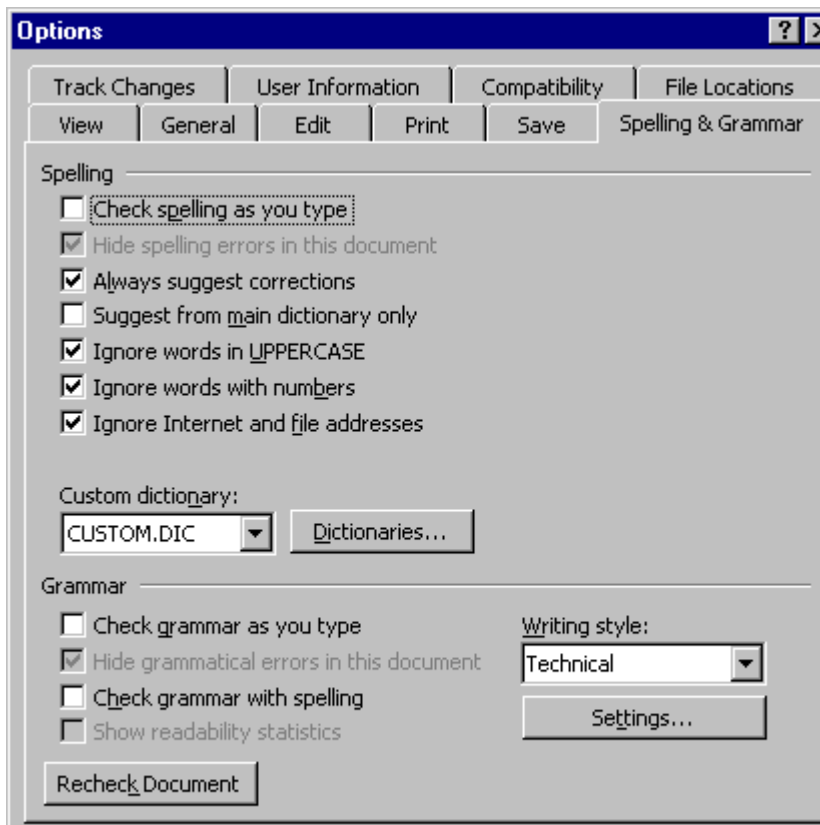 Options
Track Changes User Information Compatibility File Locations
View General Edit Print Save Spelling & Grammar
Spelling
Check spelling as you type
Hide spelling errors in this document
Always suggest corrections
Suggest from main dictionary only
Ignore words in UPPERCASE
Ignore words with numbers
Ignore Internet and file addresses
Custom dictionary:
CUSTOM.DIC Dictionaries...
Grammar
Check grammar as you type Writing style:
Hide grammatical errors in this document Technical
Check grammar with spelling
Show readability statistics Settings...
Recheck Document